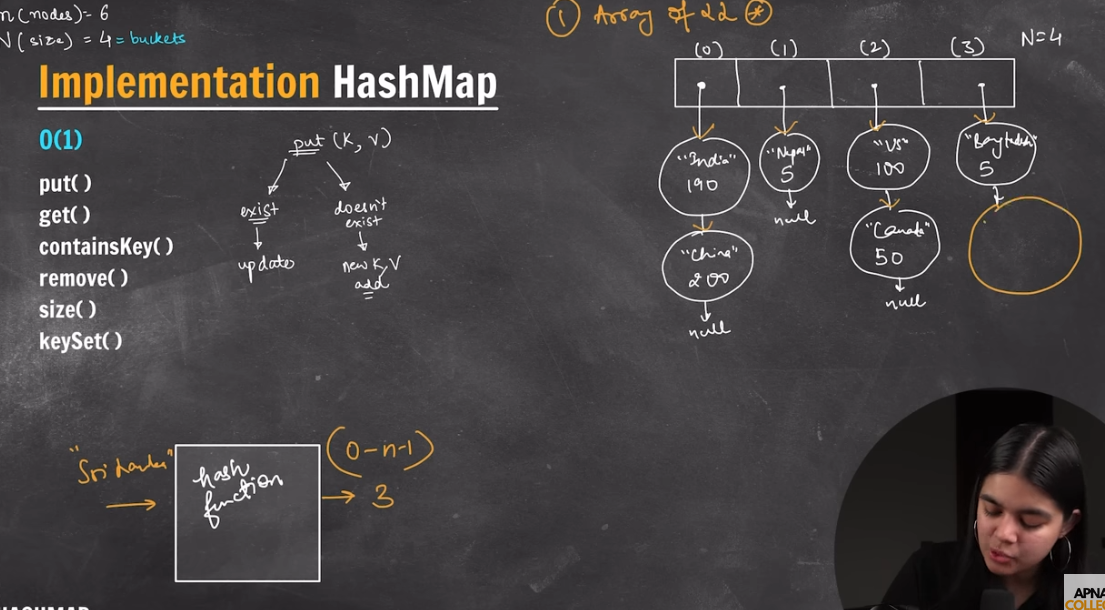 n(nodes) = 6
N(size) = 4 = buckets
① Array of LL *
N=4
(0) (1) (2) (3)
Implementation HashMap
O(1)
put( )
get( )
containsKey( )
remove( )
size( )
keySet( )
put (K, V)
exist
update
doesn't
exist
new K,V
add
"India"
190
"China"
200
null
"Nepal"
5
null
"US"
100
"Canada"
50
null
"Bangladesh"
5
"Sri Lanka"
hash
function
(0-n-1)
3
HASHMAP
APNA
COLLEG